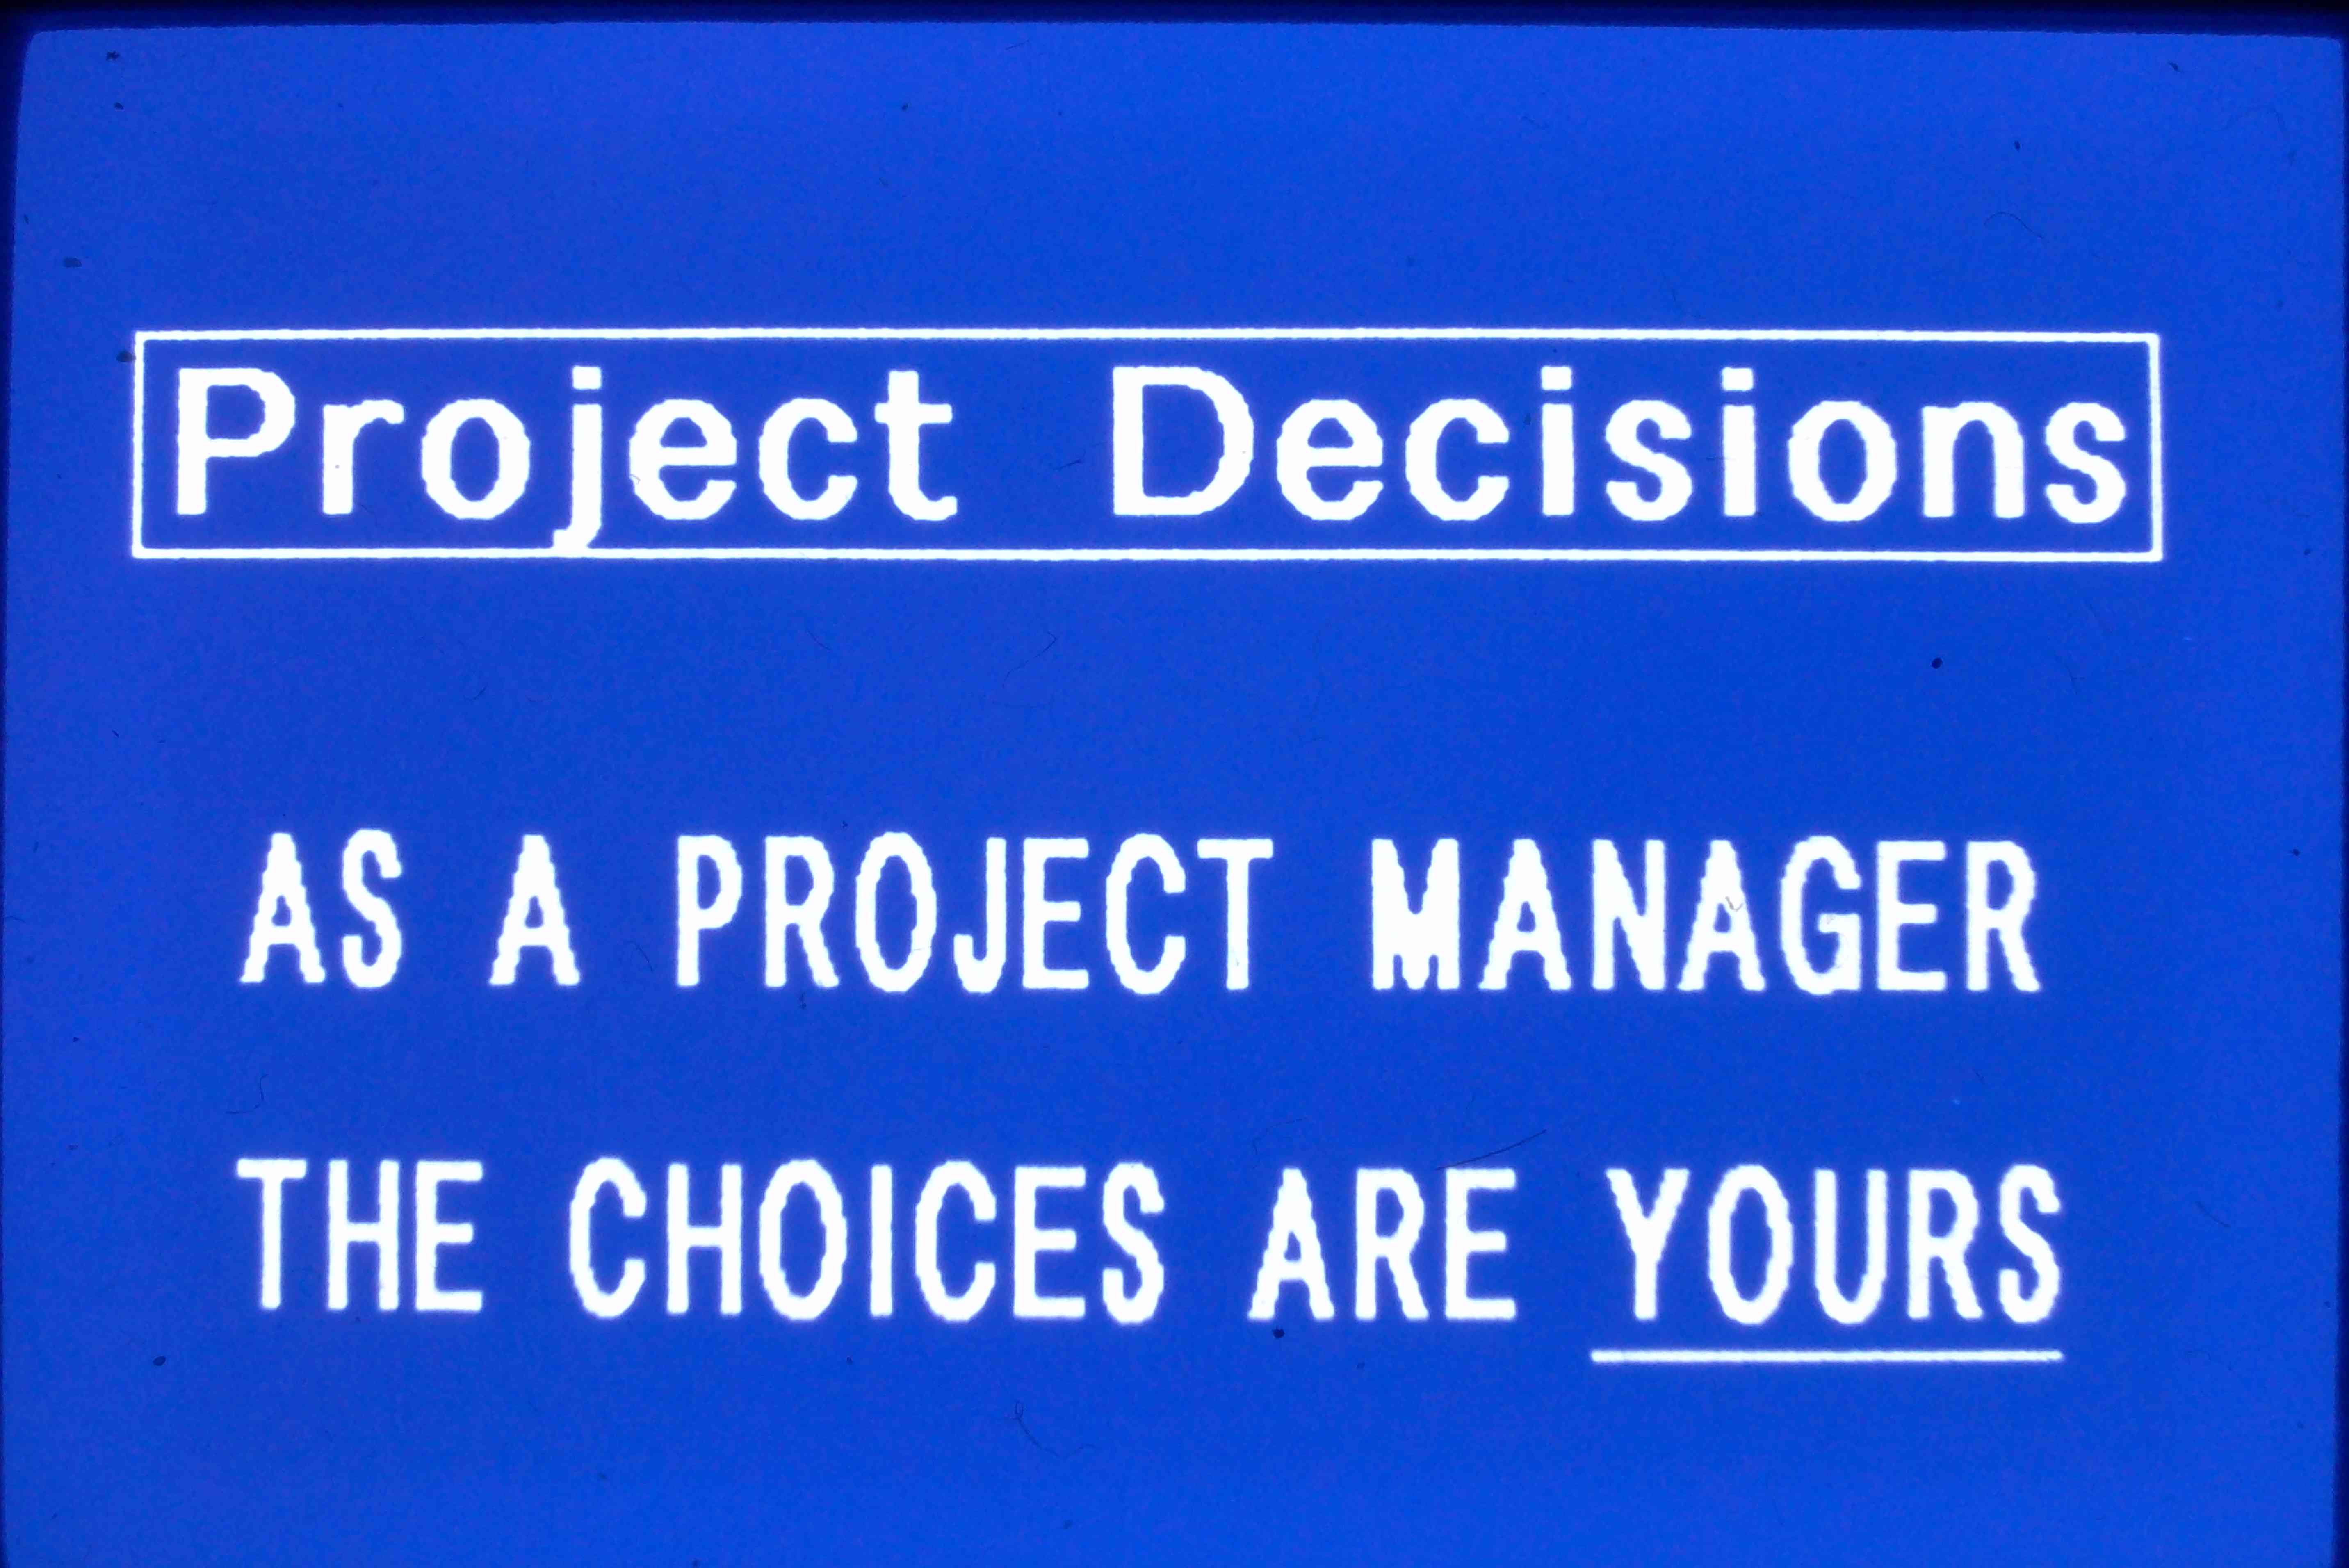 Project Decisions
AS A PROJECT MANAGER
THE CHOICES ARE YOURS